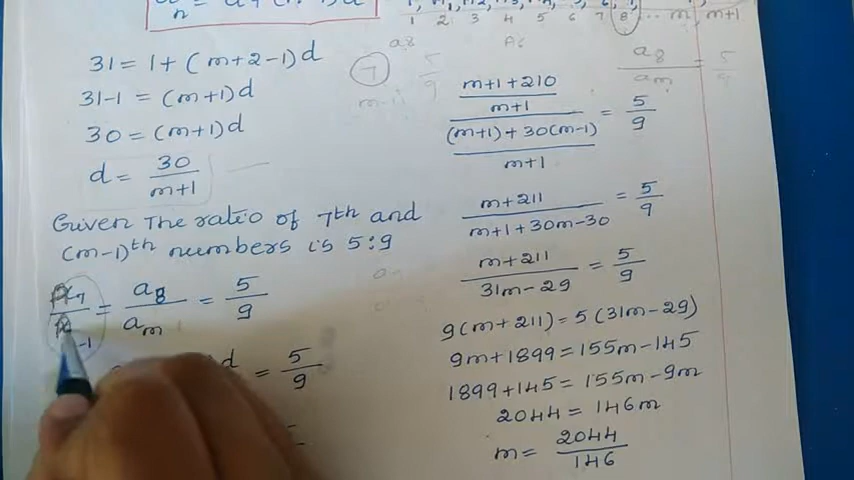 31 = 1 + (m+2-1)d
31-1 = (m+1)d
30 = (m+1)d
d = 30/m+1
Given The ratio of 7th and
(m-1)th numbers is 5:9
= a8/am = 5/9
d = 5/9
1 2 3 4 5 6 7 8 ... m, m+1
a8
7 5/9
a8/am = 5/9
m+1+210/m+1 / (m+1)+30(m-1)/m+1 = 5/9
m+211/m+1+30m-30 = 5/9
m+211/31m-29 = 5/9
9(m+211) = 5(31m-29)
9m+1899 = 155m-145
1899+145 = 155m-9m
2044 = 146m
m = 2044/146